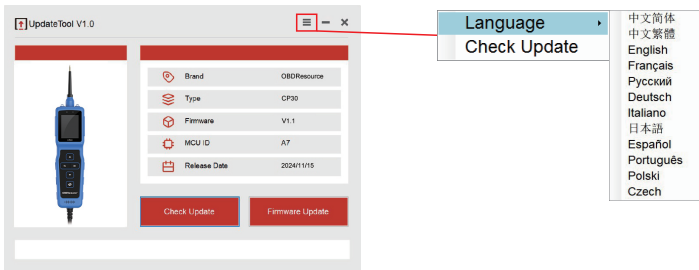 UpdateTool V1.0
Brand OBDResource
Type CP30
Firmware V1.1
MCU ID A7
Release Date 2024/11/15
Check Update Firmware Update
Language
Check Update
中文简体
中文繁體
English
Français
Русский
Deutsch
Italiano
日本語
Español
Português
Polski
Czech